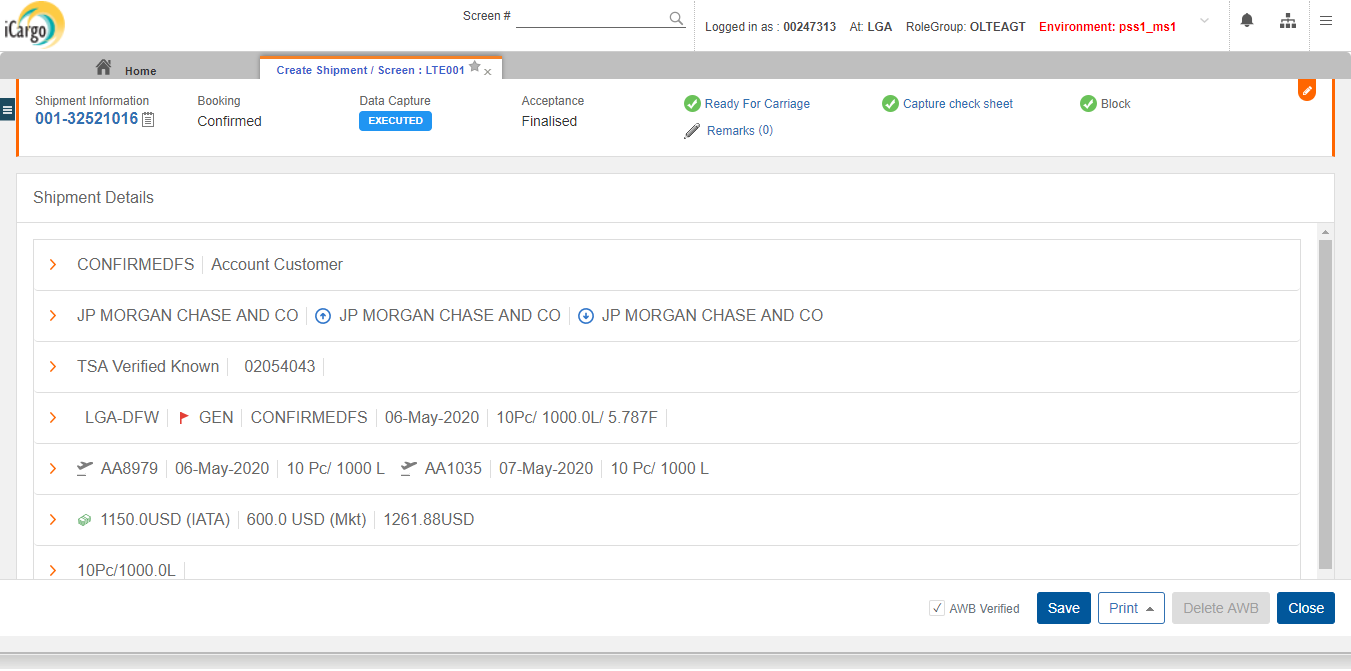 iCargo
Screen #
Logged in as : 00247313 At: LGA RoleGroup: OLTEAGT Environment: pss1_ms1
Home
Create Shipment / Screen : LTE001
Shipment Information
001-32521016
Booking
Confirmed
Data Capture
EXECUTED
Acceptance
Finalised
Ready For Carriage
Capture check sheet
Block
Remarks (0)
Shipment Details
CONFIRMEDFS Account Customer
JP MORGAN CHASE AND CO JP MORGAN CHASE AND CO JP MORGAN CHASE AND CO
TSA Verified Known 02054043
LGA-DFW GEN CONFIRMEDFS 06-May-2020 10Pc/ 1000.0L/ 5.787F
AA8979 06-May-2020 10 Pc/ 1000 L AA1035 07-May-2020 10 Pc/ 1000 L
1150.0USD (IATA) 600.0 USD (Mkt) 1261.88USD
10Pc/1000.0L
AWB Verified Save Print Delete AWB Close